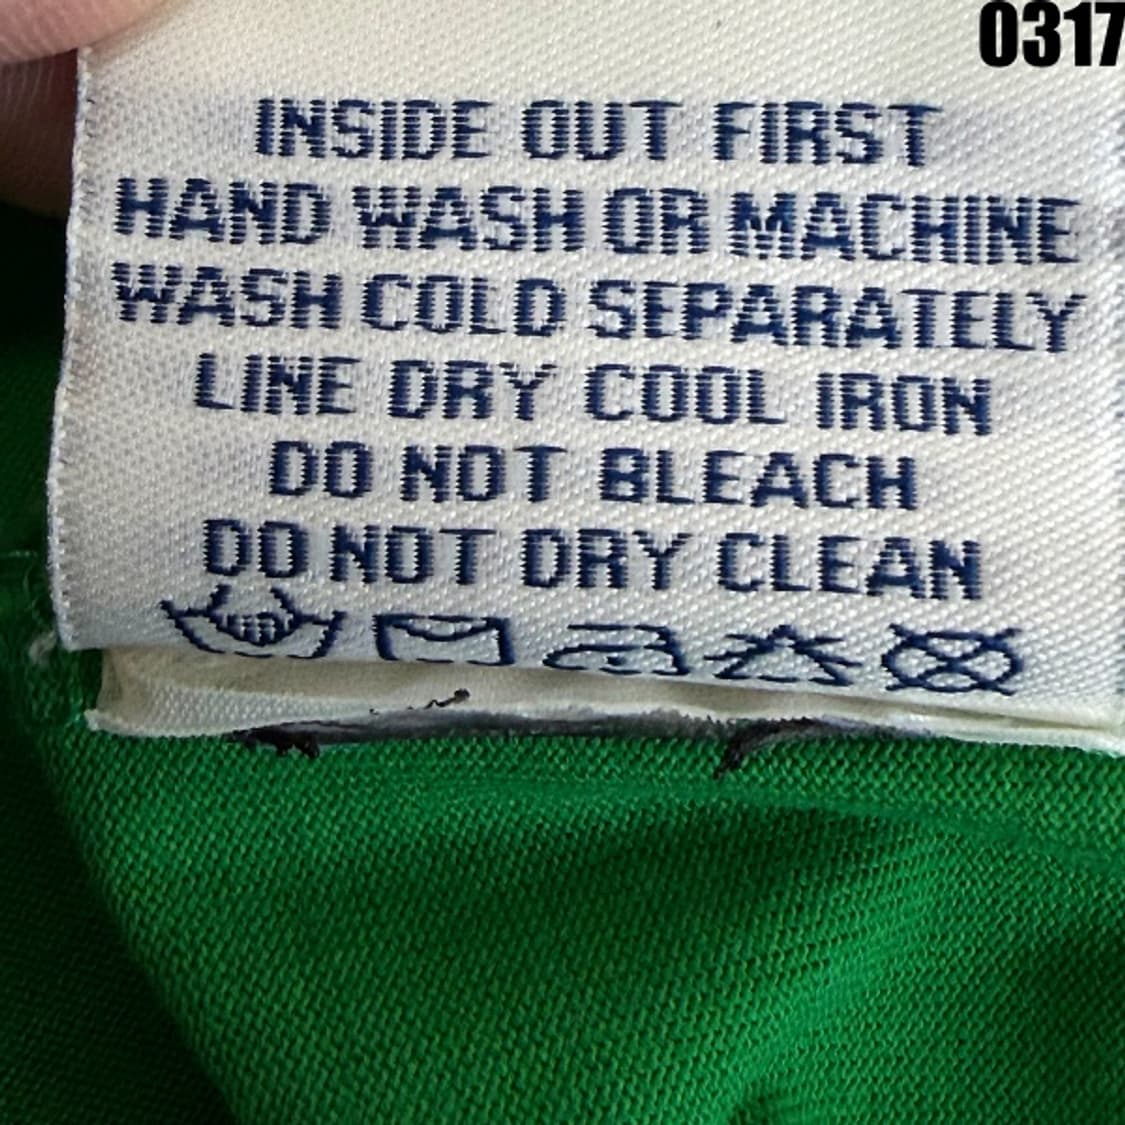 0317
INSIDE OUT FIRST
HAND WASH OR MACHINE
WASH COLD SEPARATELY
LINE DRY COOL IRON
DO NOT BLEACH
DO NOT DRY CLEAN